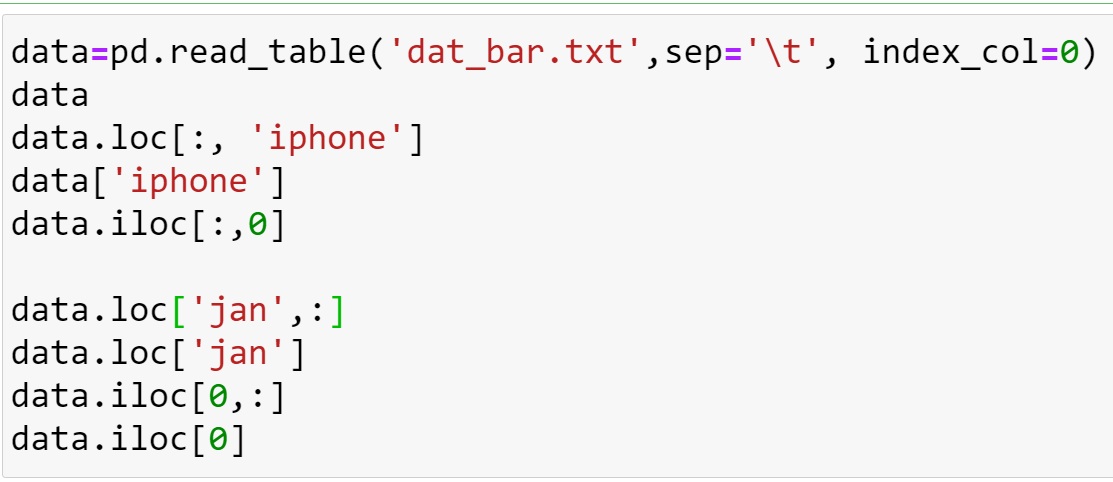 data=pd.read_table('dat_bar.txt',sep='\t', index_col=0)
data
data.loc[:, 'iphone']
data['iphone']
data.iloc[:,0]

data.loc['jan',:]
data.loc['jan']
data.iloc[0,:]
data.iloc[0]